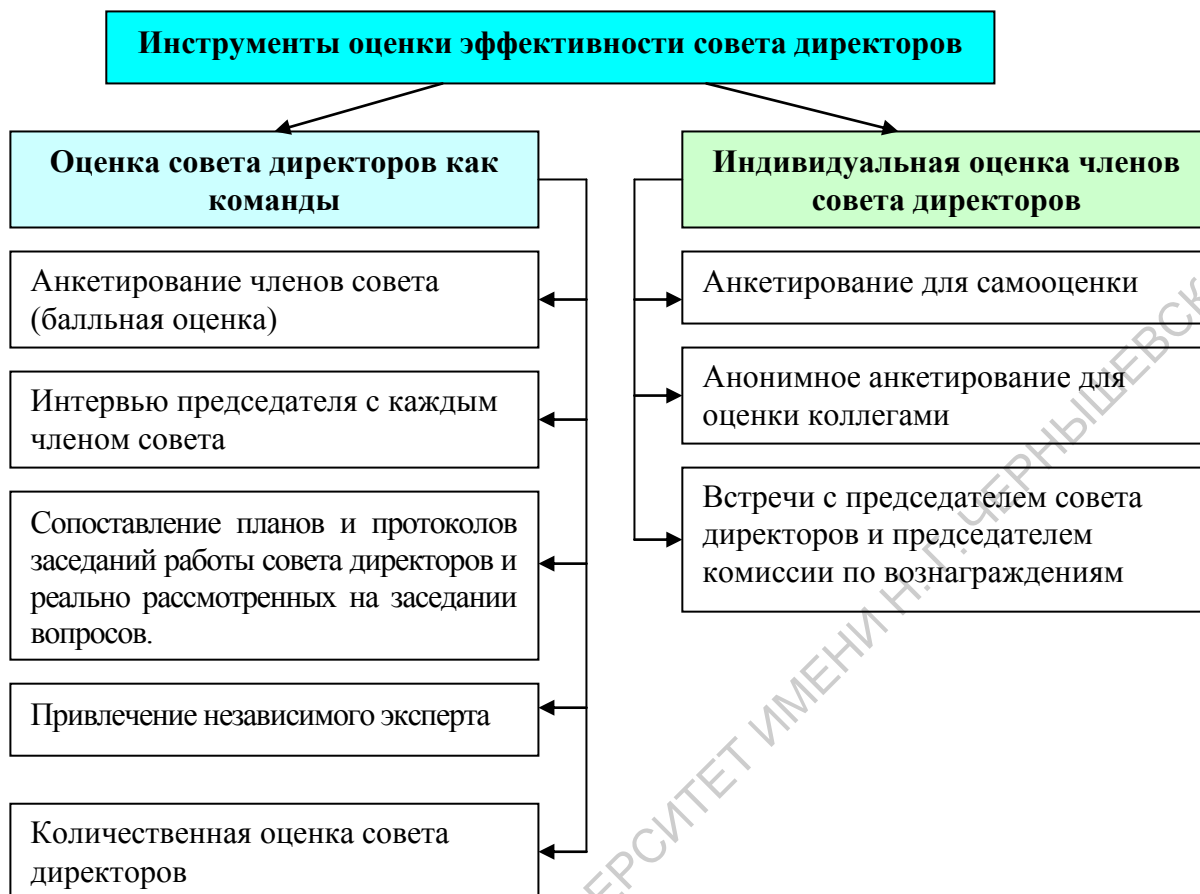 Инструменты оценки эффективности совета директоров
Оценка совета директоров как
команды
Анкетирование членов совета
(балльная оценка)
Интервью председателя с каждым
членом совета
Сопоставление планов и протоколов
заседаний работы совета директоров и
реально рассмотренных на заседании
вопросов.
Привлечение независимого эксперта
Количественная оценка совета
директоров
Индивидуальная оценка членов
совета директоров
Анкетирование для самооценки
Анонимное анкетирование для
оценки коллегами
Встречи с председателем совета
директоров и председателем
комиссии по вознаграждениям
ИМЕНИ Н. Г.